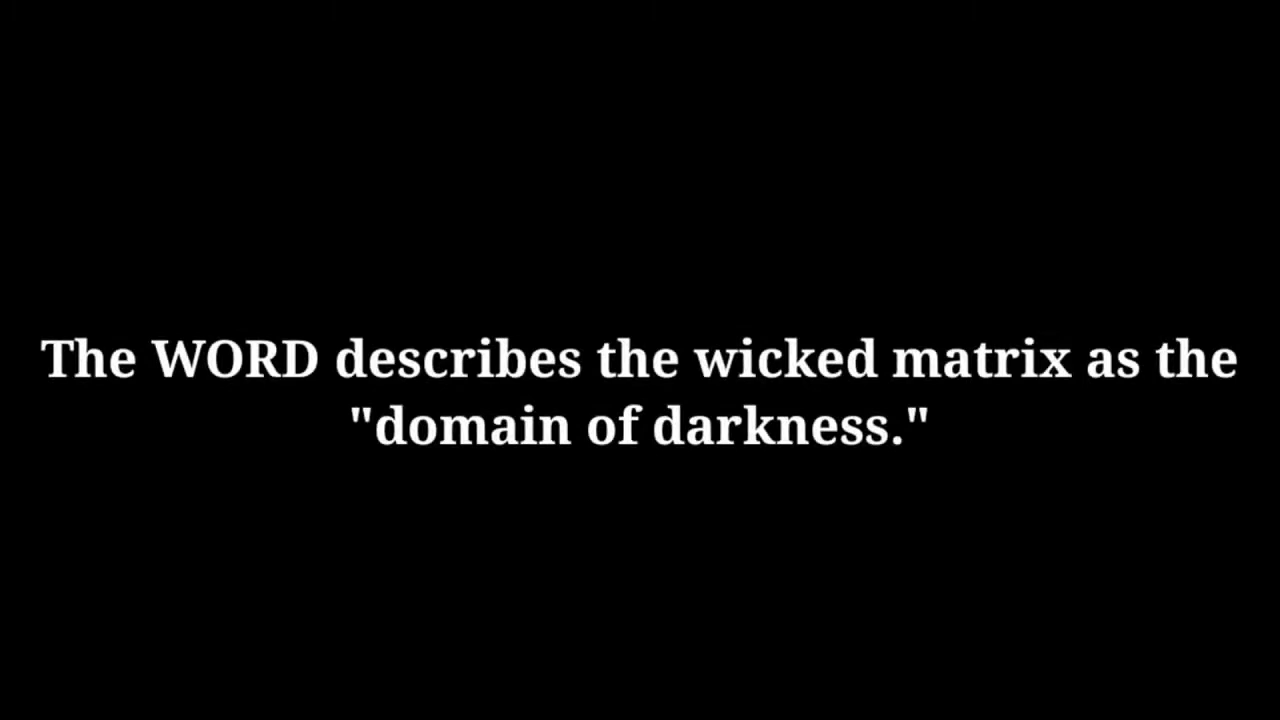 The WORD describes the wicked matrix as the
"domain of darkness."